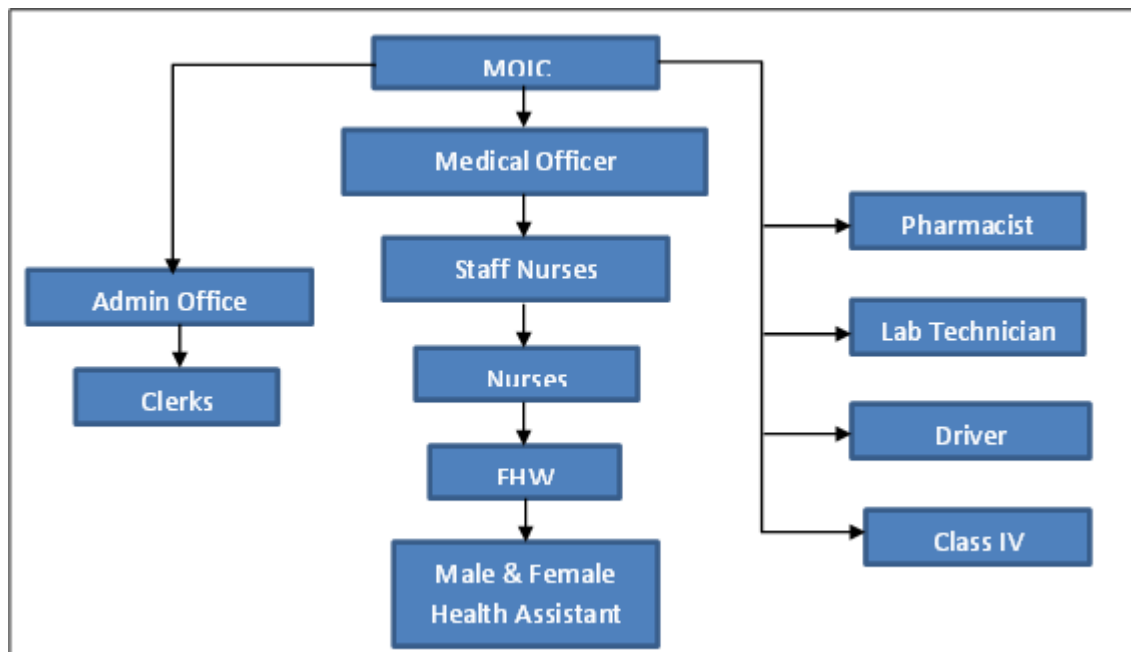 MOIC
Medical Officer
Pharmacist
Staff Nurses
Admin Office
Lab Technician
Nurses
Clerks
Driver
FHW
Class IV
Male & Female
Health Assistant